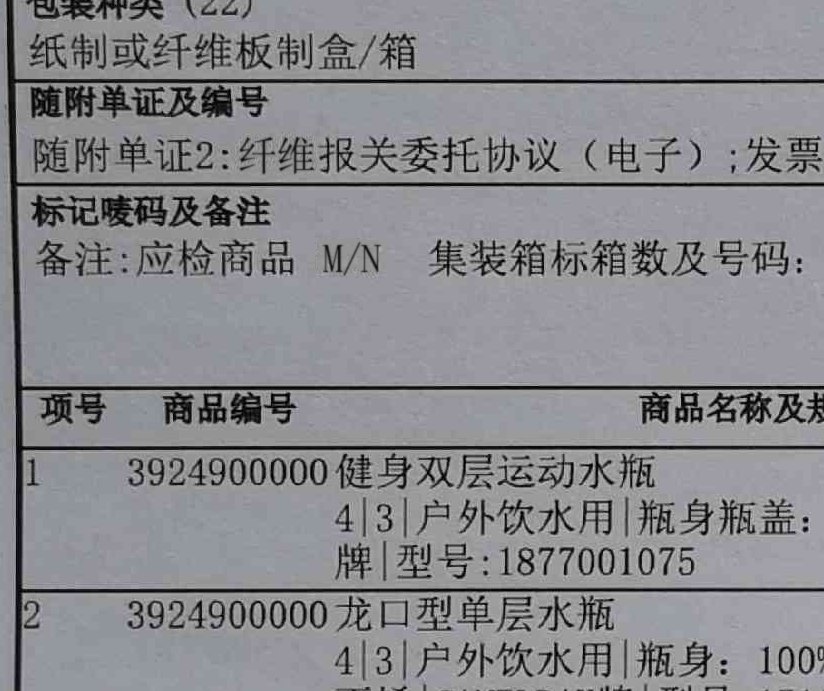 包装种类（22）
纸制或纤维板制盒/箱
随附单证及编号
随附单证2:纤维报关委托协议（电子）;发票
标记唛码及备注
备注:应检商品 M/N 集装箱标箱数及号码:
项号 商品编号 商品名称及规
1 3924900000 健身双层运动水瓶
4|3|户外饮水用|瓶身瓶盖:
牌|型号:1877001075
2 3924900000 龙口型单层水瓶
4|3|户外饮水用|瓶身: 100%